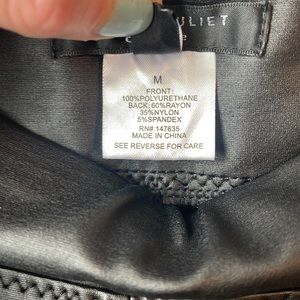 ULIET
M
FRONT:
100%POLYURETHANE
BACK: 60%RAYON
35%NYLON
5%SPANDEX
RN# 147635
MADE IN CHINA
SEE REVERSE FOR CARE